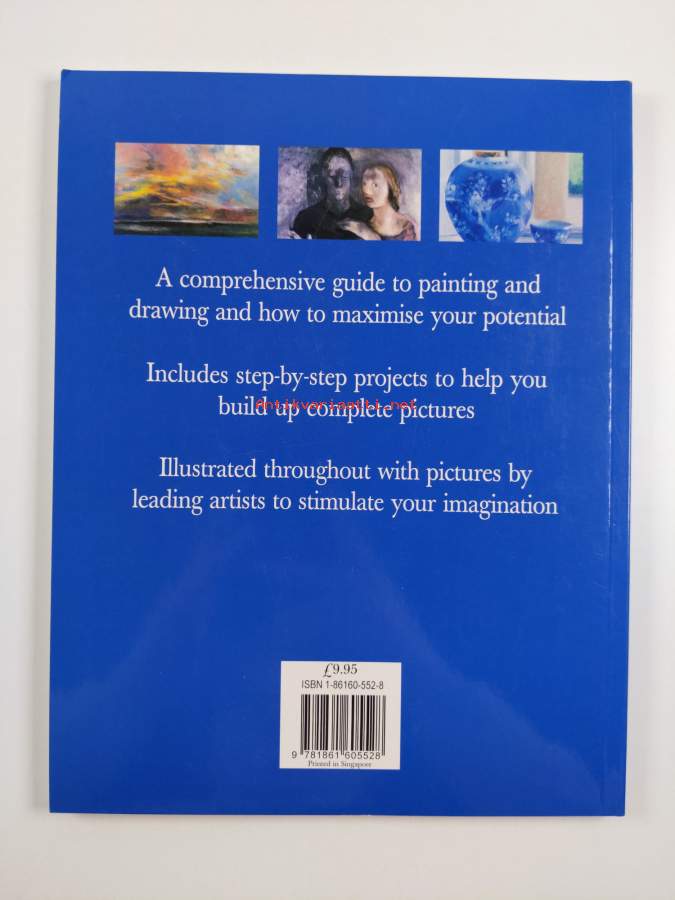 A comprehensive guide to painting and
drawing and how to maximise your potential
Includes step-by-step projects to help you
build up complete pictures
Antikvariaatti.net
Illustrated throughout with pictures by
leading artists to stimulate your imagination
£9.95
ISBN 1-86160-552-8
9 781861 605528
Printed in Singapore